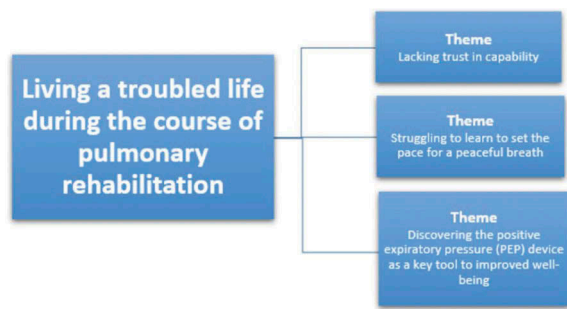 Living a troubled life
during the course of
pulmonary
rehabilitation
Theme
Lacking trust in capability
Theme
Struggling to learn to set the
pace for a peaceful breath
Theme
Discovering the positive
expiratory pressure (PEP) device
as a key tool to improved well-
being